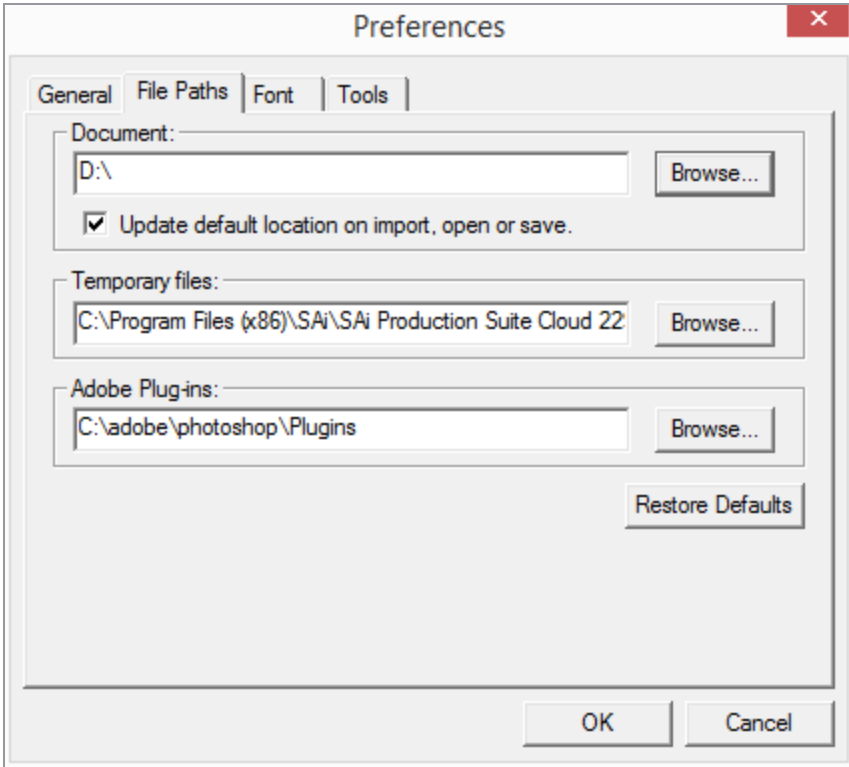 Preferences
General File Paths Font Tools
Document:
D:\
Browse...
Update default location on import, open or save.
Temporary files:
C:\Program Files (x86)\SAi\SAi Production Suite Cloud 22
Browse...
Adobe Plug-ins:
C:\adobe\photoshop\Plugins
Browse...
Restore Defaults
OK Cancel